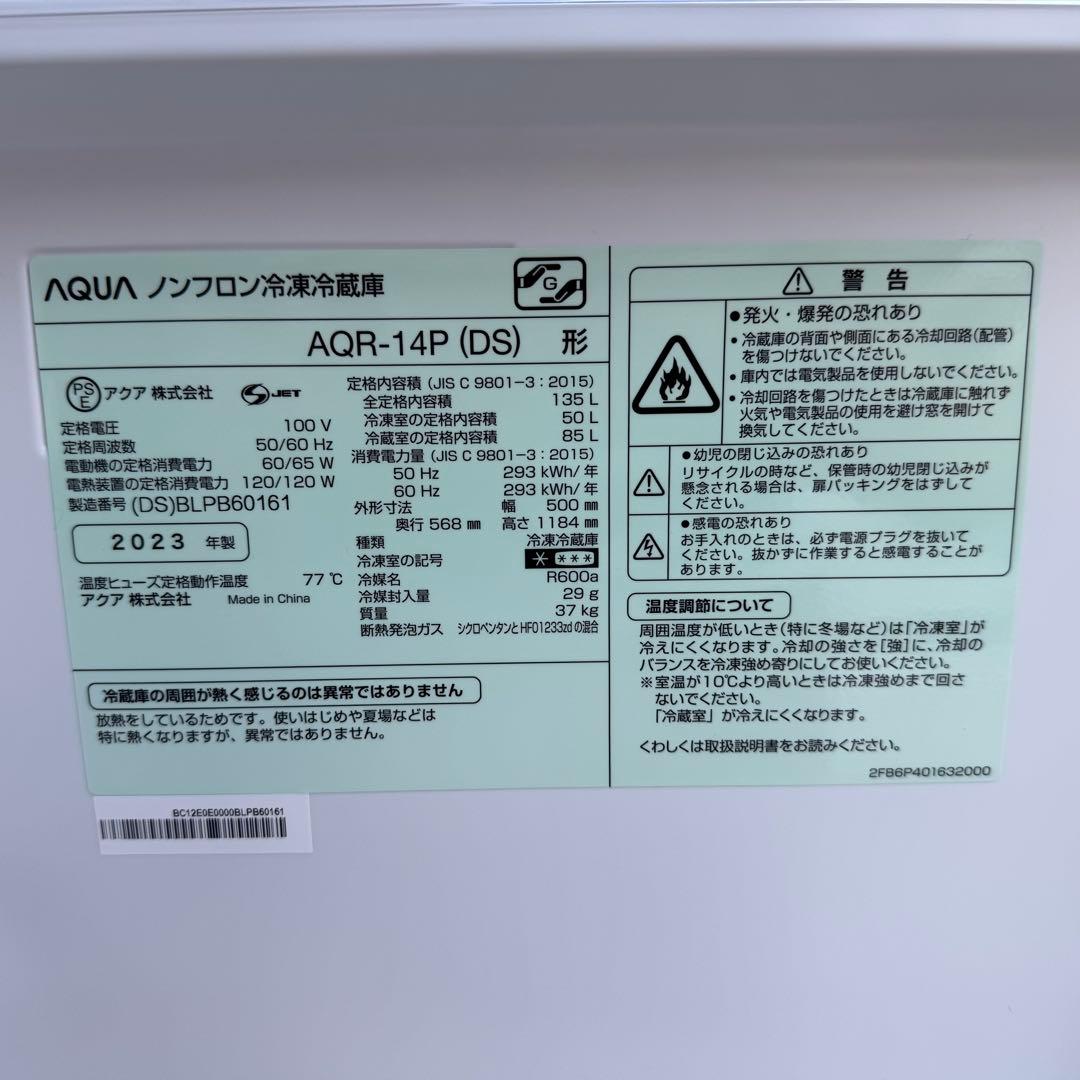 AQUA ノンフロン冷凍冷蔵庫
G
AQR-14P (DS) 形
PS
E
アクア 株式会社
S JET
定格電圧 100 V
定格周波数 50/60 Hz
電動機の定格消費電力 60/65 W
電熱装置の定格消費電力 120/120 W
製造番号 (DS)BLPB60161
2023 年製
温度ヒューズ定格動作温度 77 ℃
アクア 株式会社 Made in China
定格内容積 (JIS C 9801-3 : 2015)
全定格内容積 135 L
冷凍室の定格内容積 50 L
冷蔵室の定格内容積 85 L
消費電力量 (JIS C 9801-3 : 2015)
50 Hz 293 kWh/年
60 Hz 293 kWh/年
外形寸法 幅 500 ㎜
奥行 568 ㎜ 高さ 1184 ㎜
種類 冷凍冷蔵庫
冷凍室の記号 * ***
冷媒名 R600a
冷媒封入量 29 g
質量 37 kg
断熱発泡ガス シクロペンタンとHFO1233zdの混合
冷蔵庫の周囲が熱く感じるのは異常ではありません
放熱をしているためです。使いはじめや夏場などは
特に熱くなりますが、異常ではありません。
警告
●発火・爆発の恐れあり
・冷蔵庫の背面や側面にある冷却回路(配管)
を傷つけないでください。
・庫内では電気製品を使用しないでください。
・冷却回路を傷つけたときは冷蔵庫に触れず
火気や電気製品の使用を避け窓を開けて
換気してください。
●幼児の閉じ込みの恐れあり
リサイクルの時など、保管時の幼児閉じ込みが
懸念される場合は、扉パッキングをはずして
ください。
●感電の恐れあり
お手入れのときは、必ず電源プラグを抜いて
ください。抜かずに作業すると感電することが
あります。
温度調節について
周囲温度が低いとき(特に冬場など)は「冷凍室」が
冷えにくくなります。冷却の強さを[強]に、冷却の
バランスを冷凍強め寄りにしてお使いください。
※室温が10℃より高いときは冷凍強めまで回さ
ないでください。
「冷蔵室」が冷えにくくなります。
くわしくは取扱説明書をお読みください。
2FB6P401632000
BC12E0E0000BLPB60161